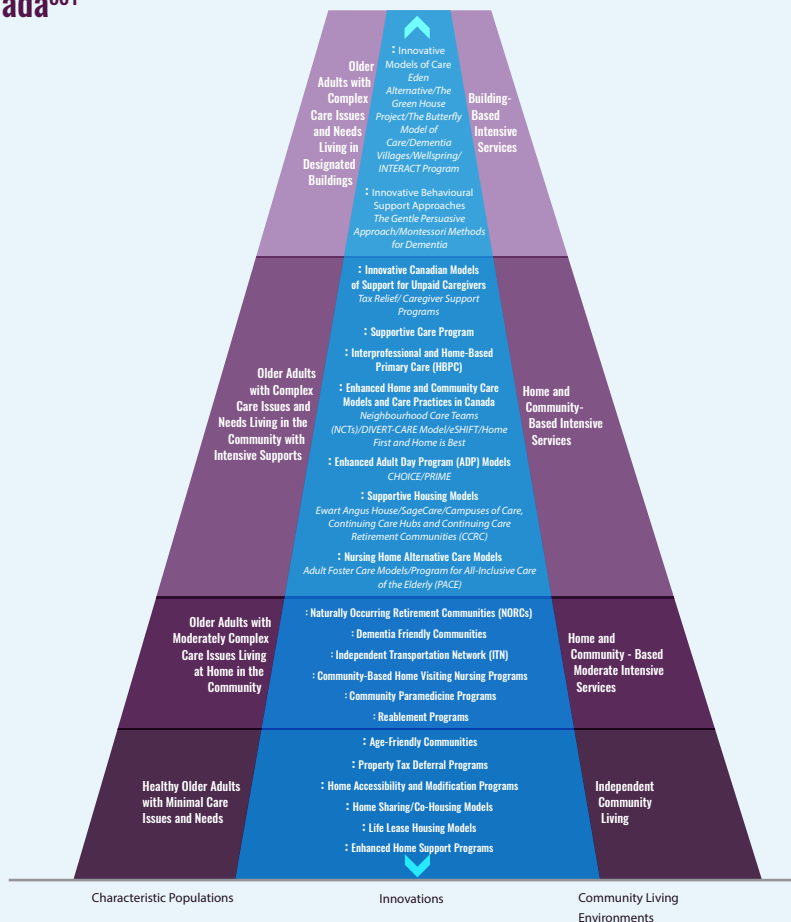 Older
Adults with
Complex
Care Issues
and Needs
Living in
Designated
Buildings
: Innovative
Models of Care
Eden
Alternative/The
Green House
Project/The Butterfly
Model of
Care/Dementia
Villages/Wellspring/
INTERACT Program
: Innovative Behavioural
Support Approaches
The Gentle Persuasive
Approach/Montessori Methods
for Dementia
Building-
Based
Intensive
Services
Older Adults
with Complex
Care Issues and
Needs Living in the
Community with
Intensive Supports
: Innovative Canadian Models
of Support for Unpaid Caregivers
Tax Relief/ Caregiver Support
Programs
: Supportive Care Program
: Interprofessional and Home-Based
Primary Care (HBPC)
: Enhanced Home and Community Care
Models and Care Practices in Canada
Neighbourhood Care Teams
(NCTs)/DIVERT-CARE Model/eSHIFT/Home
First and Home is Best
: Enhanced Adult Day Program (ADP) Models
CHOICE/PRIME
: Supportive Housing Models
Ewart Angus House/SageCare/Campuses of Care,
Continuing Care Hubs and Continuing Care
Retirement Communities (CCRC)
: Nursing Home Alternative Care Models
Adult Foster Care Models/Program for All-Inclusive Care
of the Elderly (PACE)
Home and
Community-
Based Intensive
Services
Older Adults with
Moderately Complex
Care Issues Living
at Home in the
Community
: Naturally Occurring Retirement Communities (NORCs)
: Dementia Friendly Communities
: Independent Transportation Network (ITN)
: Community-Based Home Visiting Nursing Programs
: Community Paramedicine Programs
: Reablement Programs
Home and
Community - Based
Moderate Intensive
Services
Healthy Older Adults
with Minimal Care
Issues and Needs
: Age-Friendly Communities
: Property Tax Deferral Programs
: Home Accessibility and Modification Programs
: Home Sharing/Co-Housing Models
: Life Lease Housing Models
: Enhanced Home Support Programs
Independent
Community
Living
Characteristic Populations
Innovations
Community Living
Environments